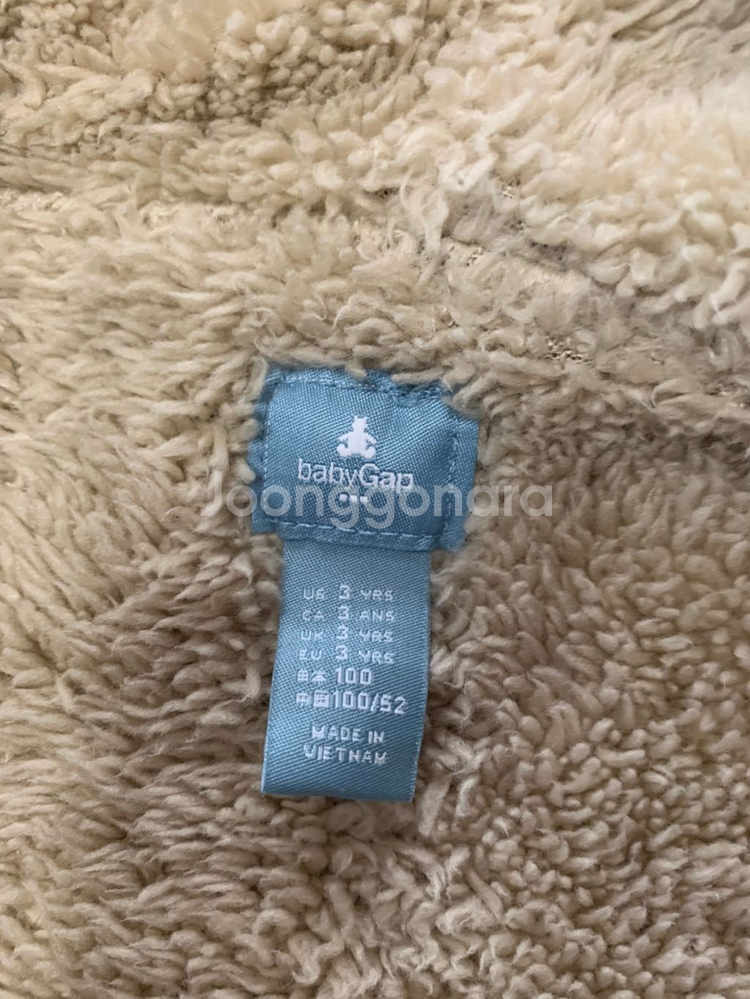 babyGap
Joonggonara
US 3 YRS
CA 3 ANS
UK 3 YRS
EU 3 YRS
日本 100
中国 100/52
MADE IN
VIETNAM